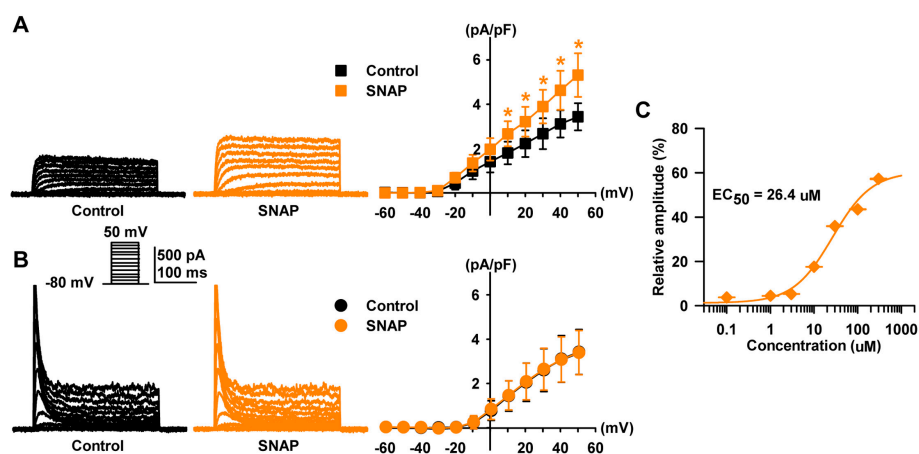 A
(pA/pF)
Control
SNAP
6
4
2
* * * * *
-60 -40 -20 20 40 60 (mV)
Control SNAP
50 mV
-80 mV
500 pA
100 ms
B
(pA/pF)
Control
SNAP
6
4
2
-60 -40 -20 20 40 60 (mV)
Control SNAP
C
Relative amplitude (%)
80
60
40
20
0
EC50 = 26.4 uM
0.1 1 10 100 1000
Concentration (uM)